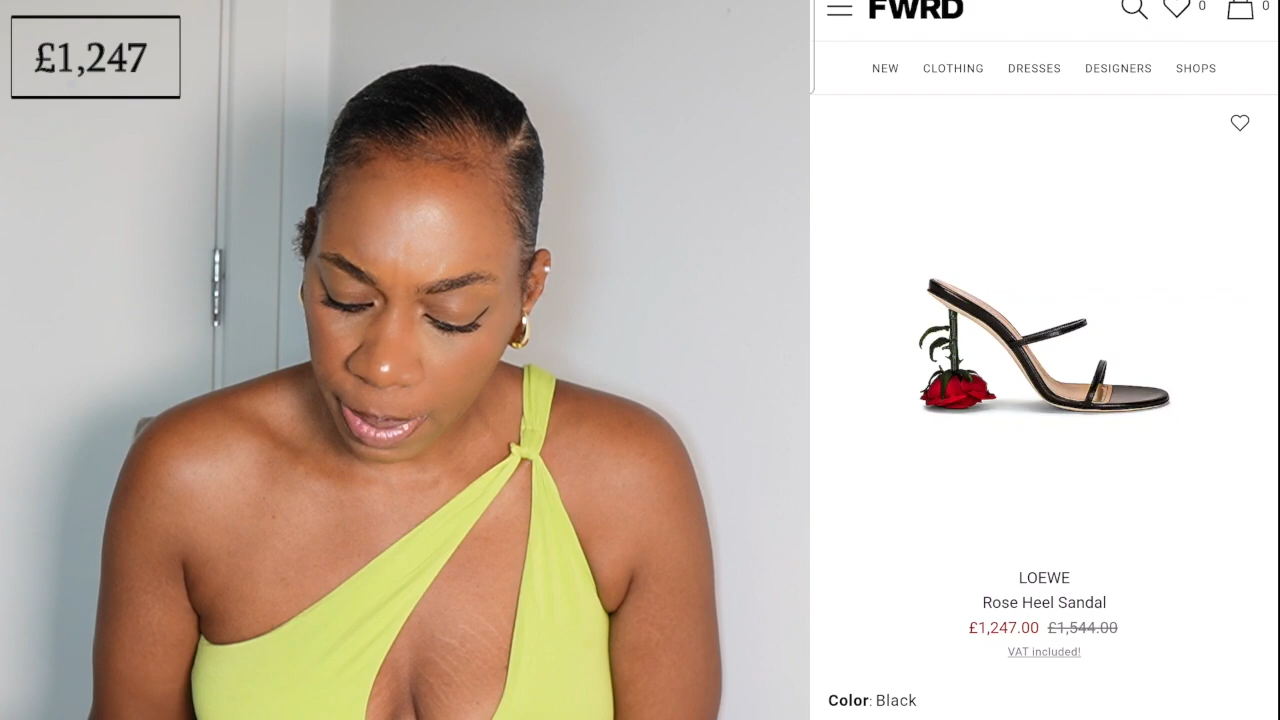 £1,247
FWRD
0
0
NEW CLOTHING DRESSES DESIGNERS SHOPS
LOEWE
Rose Heel Sandal
£1,247.00 £1,544.00
VAT included!
Color: Black